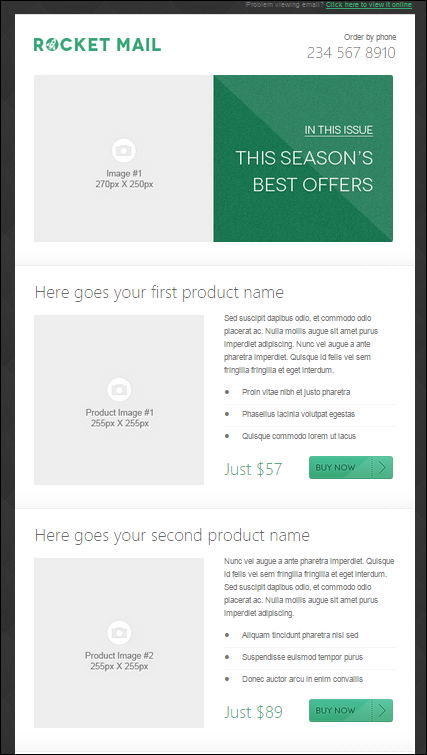 Problem viewing email? Click here to view it online.
ROCKET MAIL
Order by phone
234 567 8910
Image #1
270px X 250px
IN THIS ISSUE
THIS SEASON'S
BEST OFFERS
Here goes your first product name
Product Image #1
255px X 255px
Sed suscipit dapibus odio, et commodo odio
placerat ac. Nulla mollis augue sit amet purus
imperdiet adipiscing. Nunc vel augue a ante
pharetra imperdiet. Quisque id felis vel sem
fringilla fringilla et eget interdum.
Proin vitae nibh et justo pharetra
Phasellus lacinia volutpat egestas
Quisque commodo lorem ut lacus
Just $57
BUY NOW
Here goes your second product name
Product Image #2
255px X 255px
Nunc vel augue a ante pharetra imperdiet. Quisque
id felis vel sem fringilla fringilla et eget interdum.
Sed suscipit dapibus odio, et commodo odio
placerat ac. Nulla mollis augue sit amet purus
imperdiet adipiscing.
Aliquam tincidunt pharetra nisi sed
Suspendisse euismod tempor purus
Donec auctor arcu in enim convallis
Just $89
BUY NOW